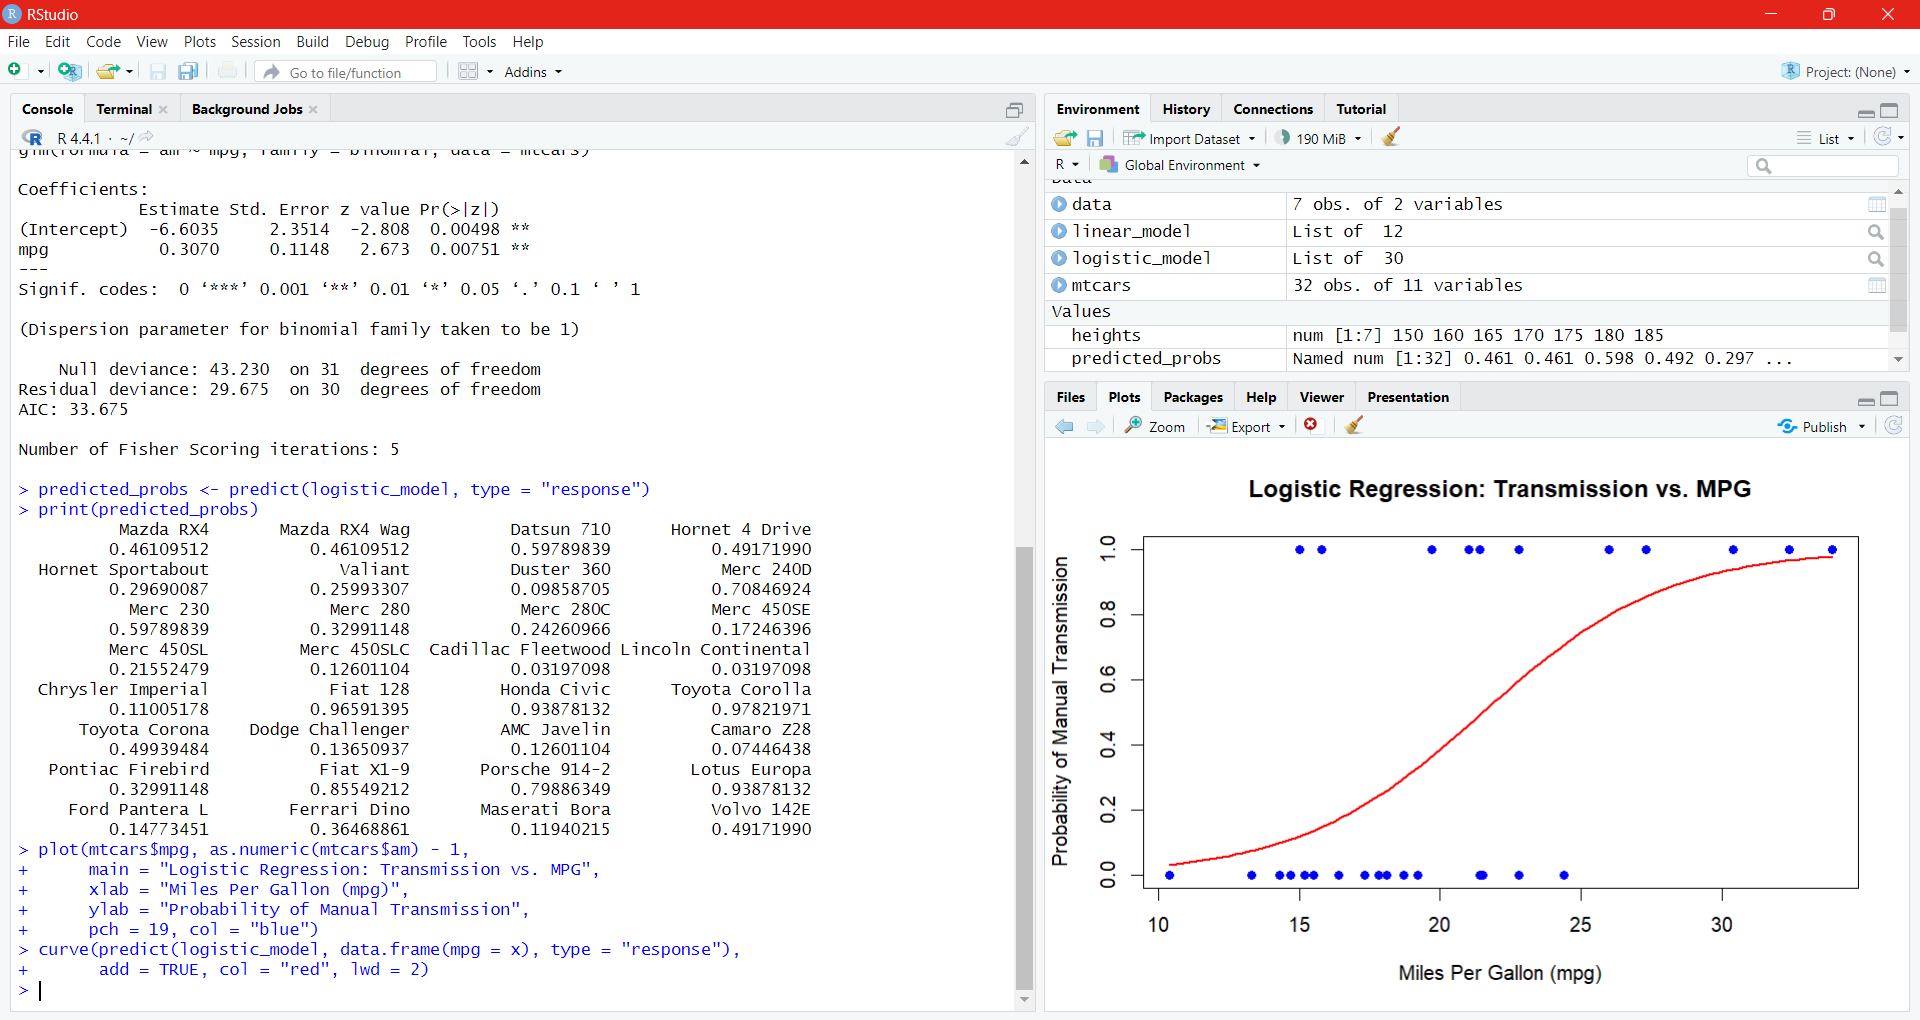 RStudio
File Edit Code View Plots Session Build Debug Profile Tools Help
Go to file/function Addins Project: (None)
Console Terminal Background Jobs
R 4.4.1 · ~/
glm(formula = am ~ mpg, family = binomial, data = mtcars)
Coefficients:
Estimate Std. Error z value Pr(>|z|)
(Intercept) -6.6035 2.3514 -2.808 0.00498 **
mpg 0.3070 0.1148 2.673 0.00751 **
---
Signif. codes: 0 ‘***’ 0.001 ‘**’ 0.01 ‘*’ 0.05 ‘.’ 0.1 ‘ ’ 1
(Dispersion parameter for binomial family taken to be 1)
Null deviance: 43.230 on 31 degrees of freedom
Residual deviance: 29.675 on 30 degrees of freedom
AIC: 33.675
Number of Fisher Scoring iterations: 5
> predicted_probs <- predict(logistic_model, type = "response")
> print(predicted_probs)
Mazda RX4 Mazda RX4 Wag Datsun 710 Hornet 4 Drive
0.46109512 0.46109512 0.59789839 0.49171990
Hornet Sportabout Valiant Duster 360 Merc 240D
0.29690087 0.25993307 0.09858705 0.70846924
Merc 230 Merc 280 Merc 280C Merc 450SE
0.59789839 0.32991148 0.24260966 0.17246396
Merc 450SL Merc 450SLC Cadillac Fleetwood Lincoln Continental
0.21552479 0.12601104 0.03197098 0.03197098
Chrysler Imperial Fiat 128 Honda Civic Toyota Corolla
0.11005178 0.96591395 0.93878132 0.97821971
Toyota Corona Dodge Challenger AMC Javelin Camaro Z28
0.49939484 0.13650937 0.12601104 0.07446438
Pontiac Firebird Fiat X1-9 Porsche 914-2 Lotus Europa
0.32991148 0.85549212 0.79886349 0.93878132
Ford Pantera L Ferrari Dino Maserati Bora Volvo 142E
0.14773451 0.36468861 0.11940215 0.49171990
> plot(mtcars$mpg, as.numeric(mtcars$am) - 1,
+ main = "Logistic Regression: Transmission vs. MPG",
+ xlab = "Miles Per Gallon (mpg)",
+ ylab = "Probability of Manual Transmission",
+ pch = 19, col = "blue")
> curve(predict(logistic_model, data.frame(mpg = x), type = "response"),
+ add = TRUE, col = "red", lwd = 2)
>
Environment History Connections Tutorial
Import Dataset 190 MiB List
R Global Environment
Data
data 7 obs. of 2 variables
linear_model List of 12
logistic_model List of 30
mtcars 32 obs. of 11 variables
Values
heights num [1:7] 150 160 165 170 175 180 185
predicted_probs Named num [1:32] 0.461 0.461 0.598 0.492 0.297 ...
Files Plots Packages Help Viewer Presentation
Zoom Export Publish
Logistic Regression: Transmission vs. MPG
Probability of Manual Transmission
1.0
0.8
0.6
0.4
0.2
0.0
10 15 20 25 30
Miles Per Gallon (mpg)